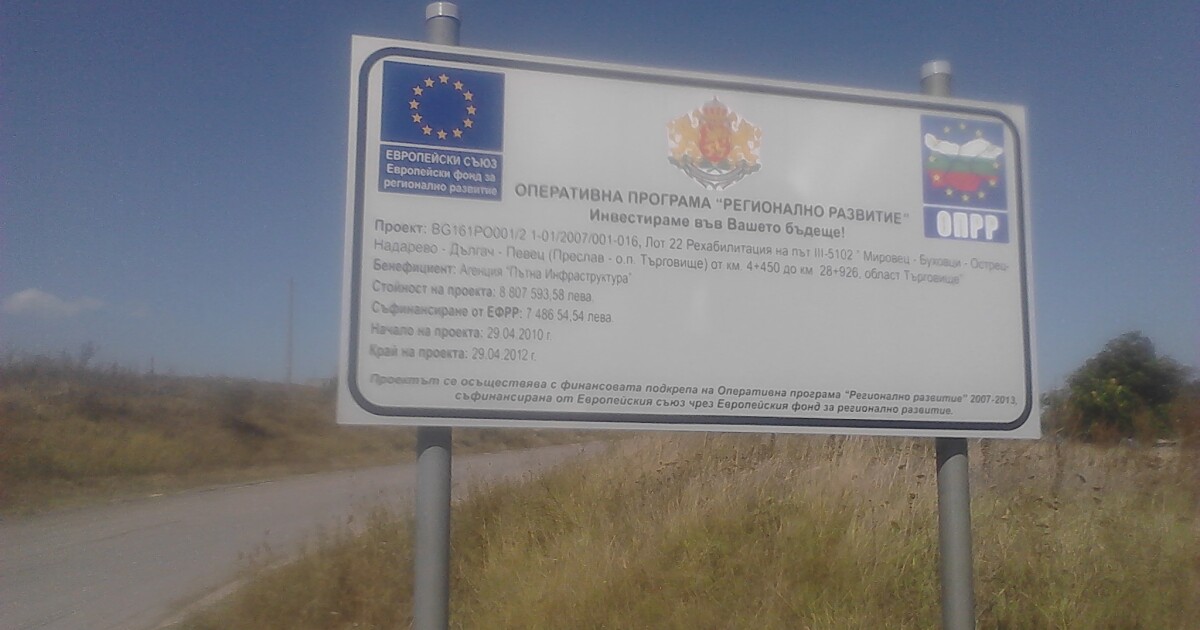 ЕВРОПЕЙСКИ СЪЮЗ
Европейски фонд за
регионално развитие
ОПЕРАТИВНА ПРОГРАМА "РЕГИОНАЛНО РАЗВИТИЕ"
Инвестираме във Вашето бъдеще!
ОПРР
Проект: BG161PO001/2 1-01/2007/001-016, Лот 22 Рехабилитация на път III-5102 " Мировец - Буховци - Острец-
Надарево - Дългач - Певец (Преслав - о.п. Търговище) от км 4+450 до км 28+926, област Търговище"
Бенефициент: Агенция "Пътна Инфраструктура"
Стойност на проекта: 8 807 593,58 лева.
Съфинансиране от ЕФРР: 7 486 54,54 лева.
Начало на проекта: 29.04.2010 г.
Край на проекта: 29.04.2012 г.
Проектът се осъществява с финансовата подкрепа на Оперативна програма "Регионално развитие" 2007-2013,
съфинансирана от Европейския съюз чрез Европейския фонд за регионално развитие.